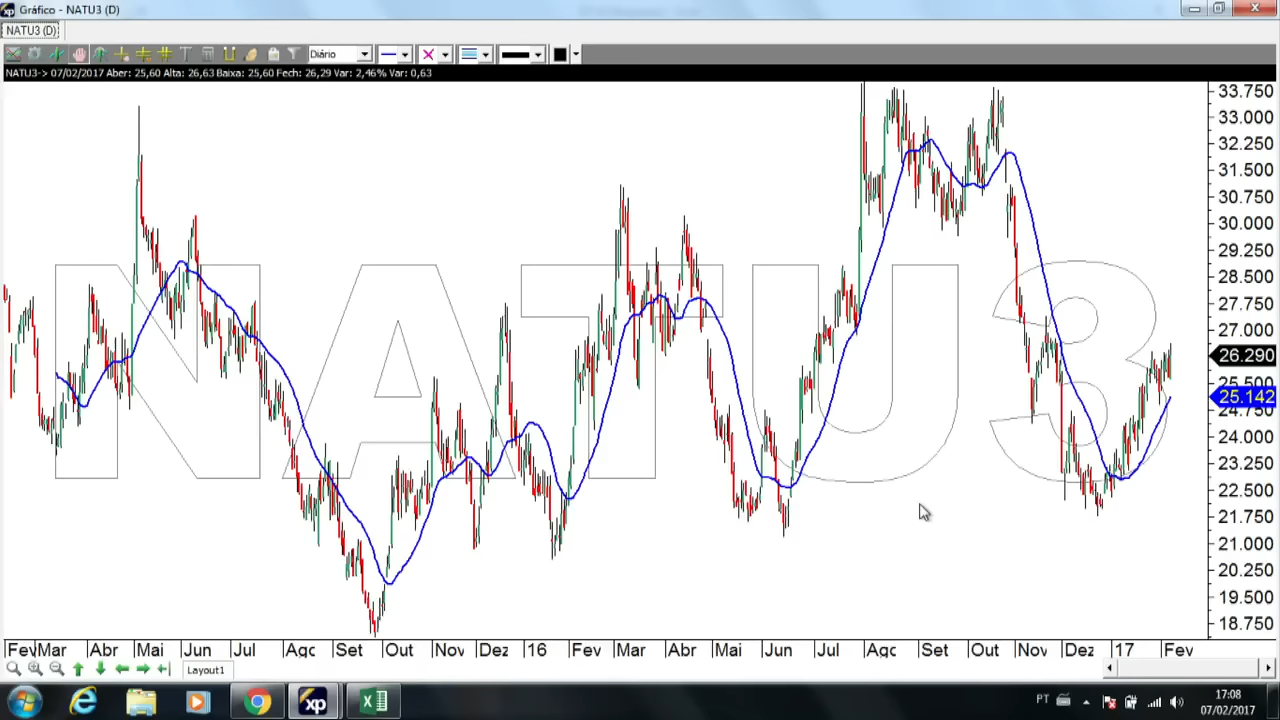 Gráfico - NATU3 (D)
NATU3 (D)
Diário
NATU3-> 07/02/2017 Aber: 25,60 Alta: 26,63 Baixa: 25,60 Fech: 26,29 Var: 2,46% Var: 0,63
NATU3
33.750
33.000
32.250
31.500
30.750
30.000
29.250
28.500
27.750
27.000
26.290
25.500
25.142
24.750
24.000
23.250
22.500
21.750
21.000
20.250
19.500
18.750
Fev Mar Abr Mai Jun Jul Ago Set Out Nov Dez 16 Fev Mar Abr Mai Jun Jul Ago Set Out Nov Dez 17 Fev
Layout1
xp
PT
17:08
07/02/2017